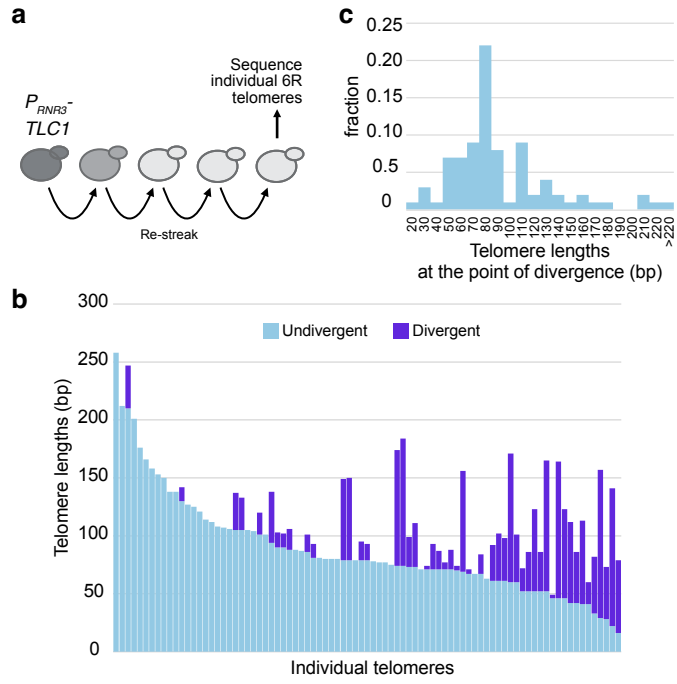 a
Sequence
individual 6R
telomeres
P_RNR3-
TLC1
Re-streak
c
0.25
0.20
0.15
0.10
0.5
0
fraction
20 30 40 50 60 70 80 90 100 110 120 130 140 150 160 170 180 190 200 210 220 >220
Telomere lengths
at the point of divergence (bp)
b
300
250
200
150
100
50
0
Telomere lengths (bp)
Undivergent Divergent
Individual telomeres